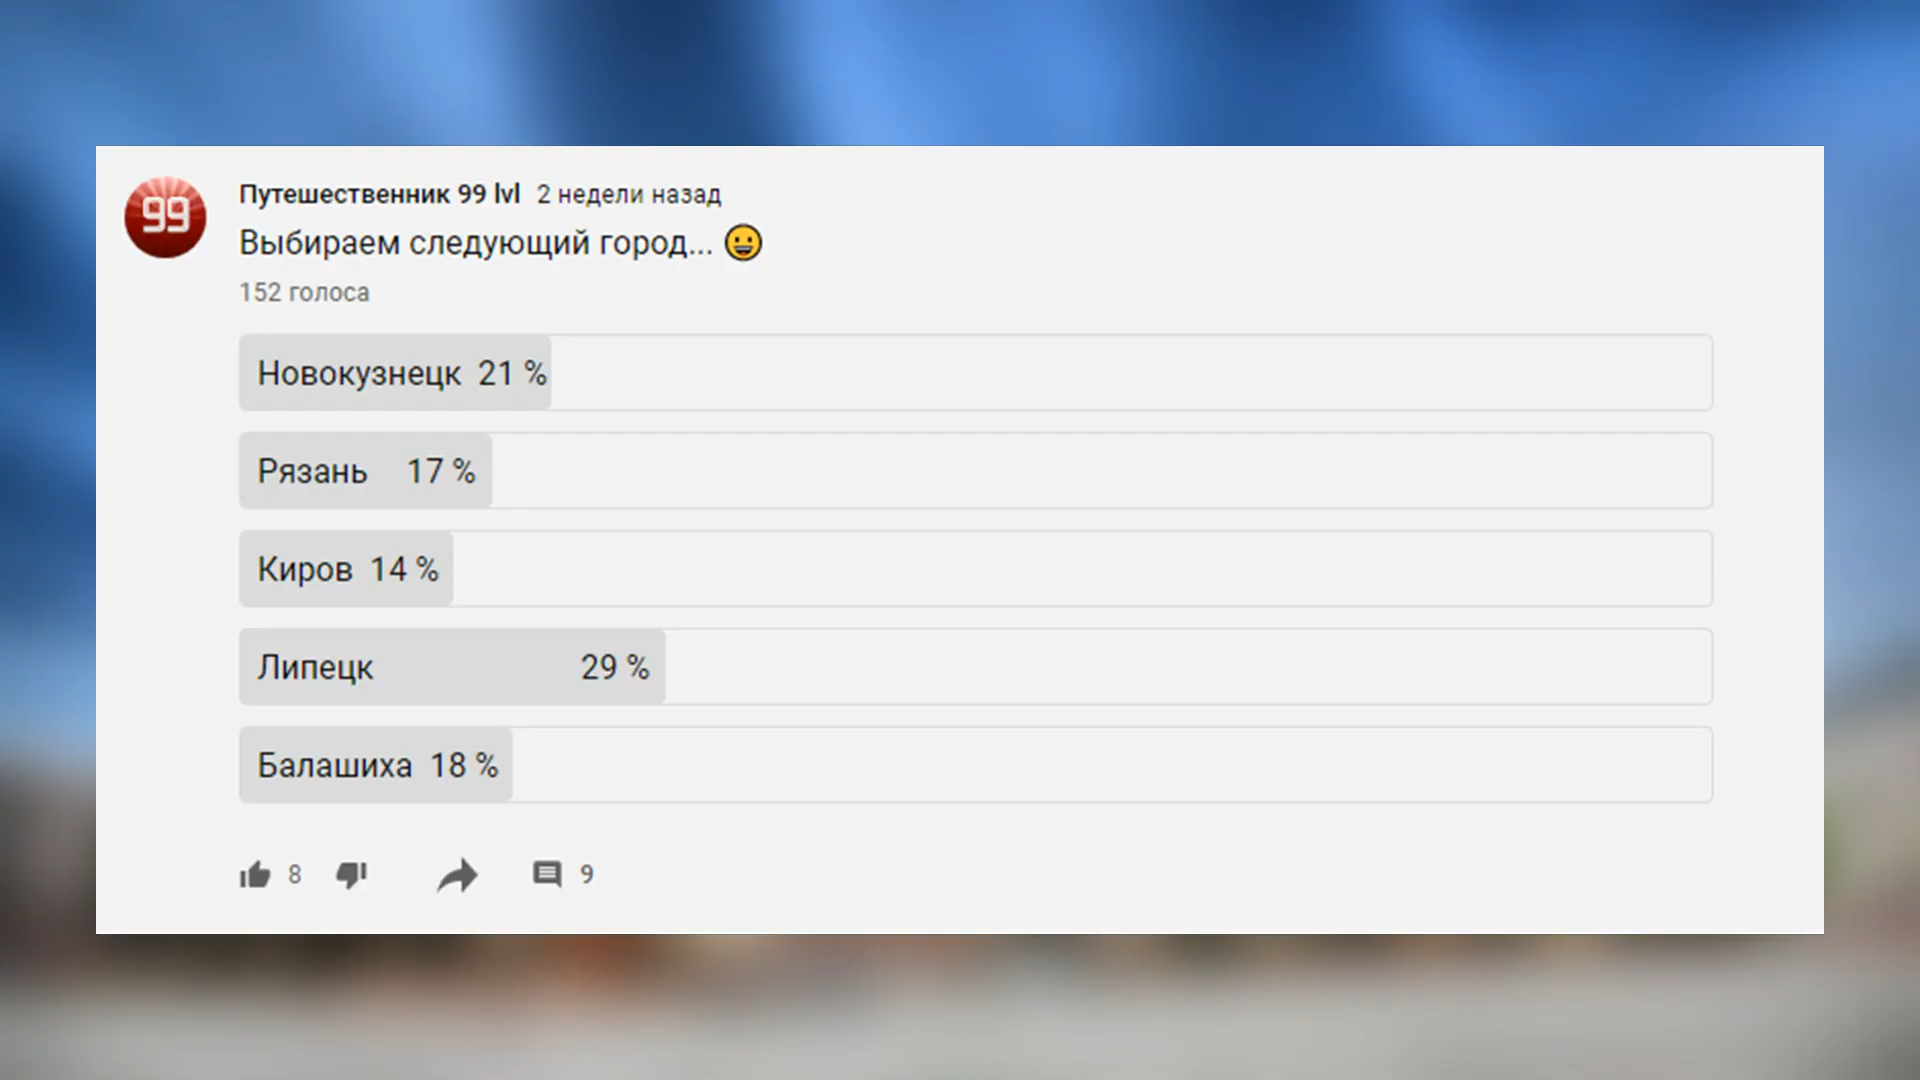 99
Путешественник 99 lvl 2 недели назад
Выбираем следующий город... 😀
152 голоса
Новокузнецк 21 %
Рязань 17 %
Киров 14 %
Липецк 29 %
Балашиха 18 %
8 9